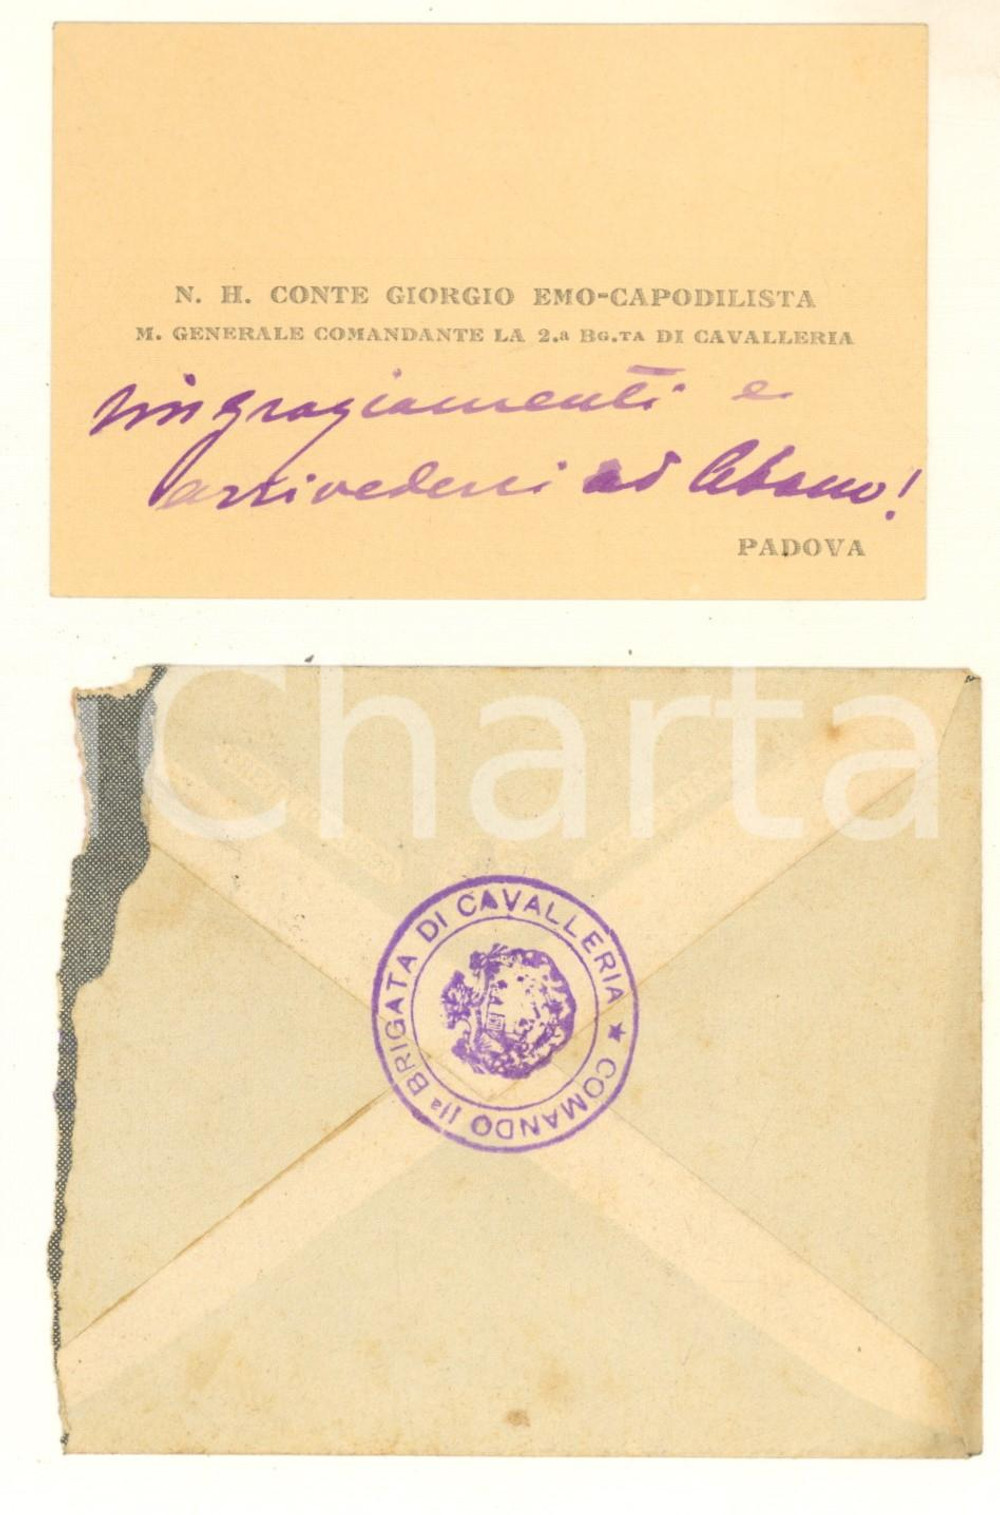 N. H. CONTE GIORGIO EMO-CAPODILISTA
M. GENERALE COMANDANTE LA 2.a BG.TA DI CAVALLERIA
ringraziamenti e
arrivederci ad Abano!
PADOVA
iCharta
COMANDO IIa BRIGATA DI CAVALLERIA ★